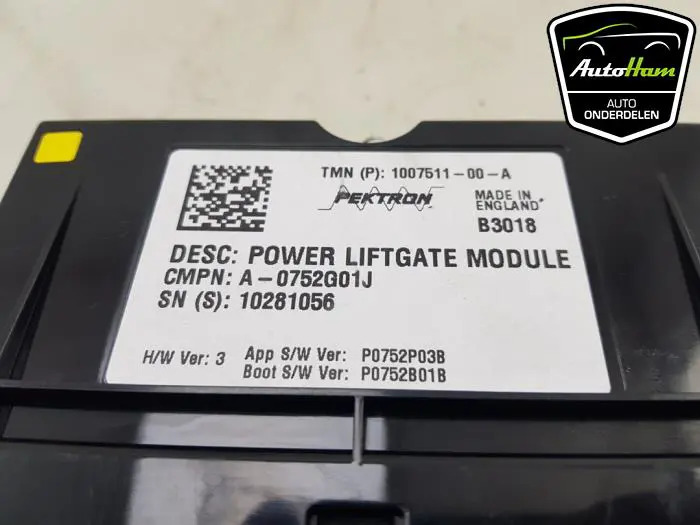 AutoHam
AUTO
ONDERDELEN
TMN (P): 1007511-00-A
PEKTRON
MADE IN
ENGLAND
B3018
DESC: POWER LIFTGATE MODULE
CMPN: A-0752G01J
SN (S): 10281056
H/W Ver: 3 App S/W Ver: P0752P03B
Boot S/W Ver: P0752B01B